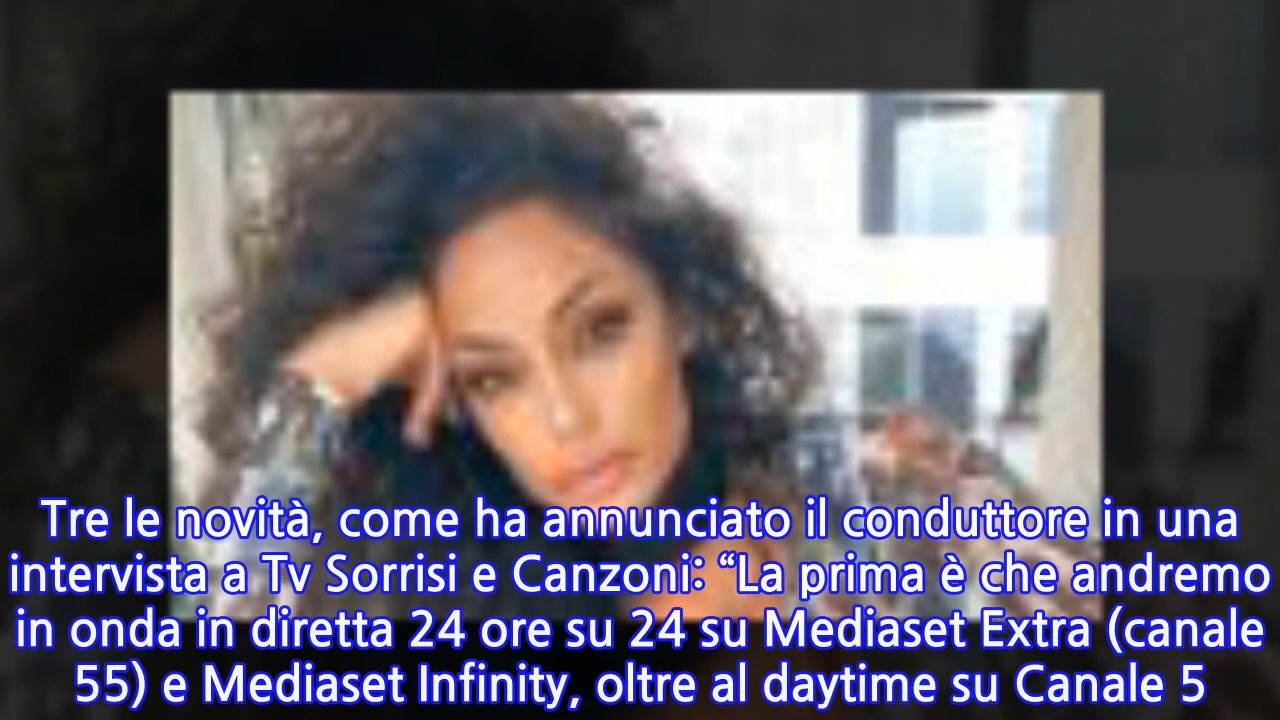 Tre le novità, come ha annunciato il conduttore in una
intervista a Tv Sorrisi e Canzoni: “La prima è che andremo
in onda in diretta 24 ore su 24 su Mediaset Extra (canale
55) e Mediaset Infinity, oltre al daytime su Canale 5